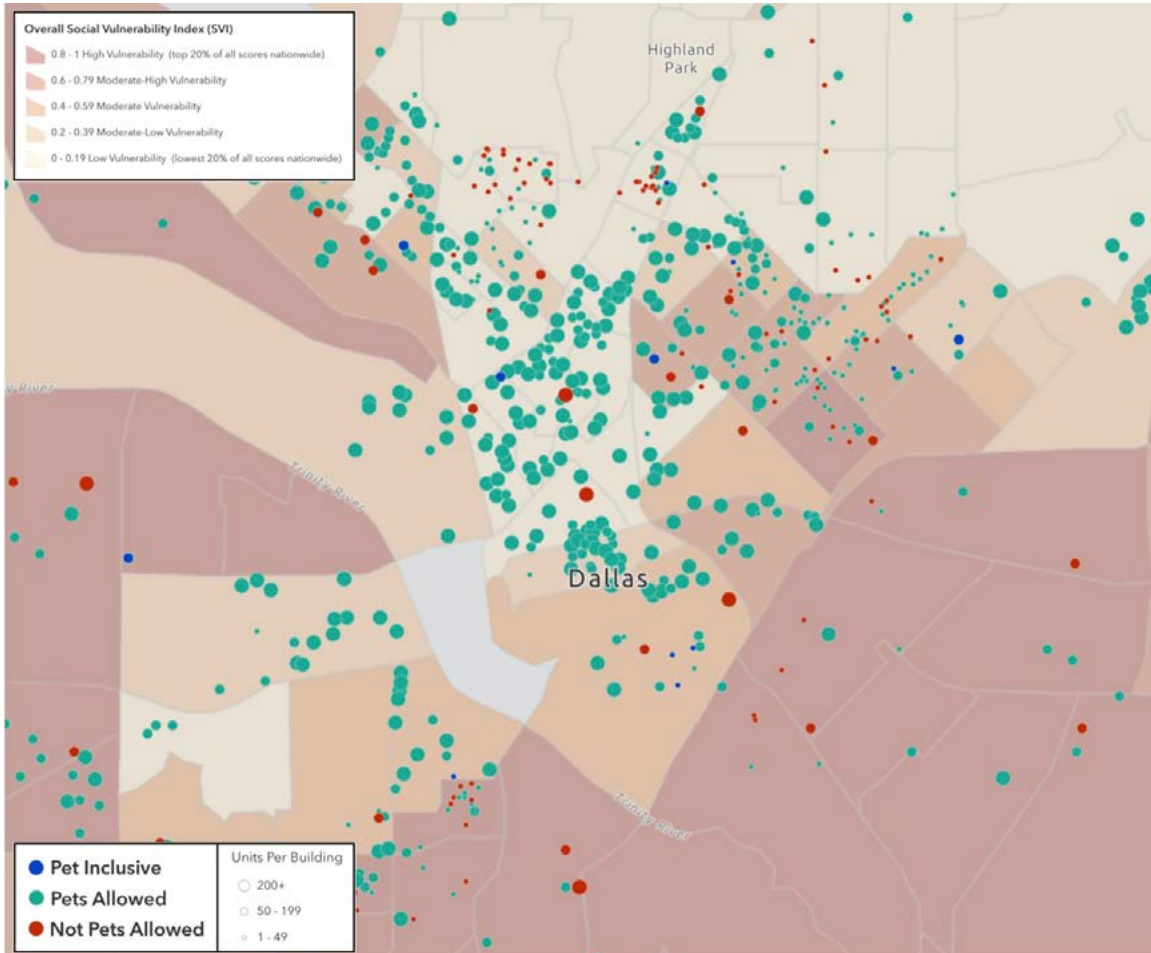 Overall Social Vulnerability Index (SVI)
0.8 - 1 High Vulnerability (top 20% of all scores nationwide)
0.6 - 0.79 Moderate-High Vulnerability
0.4 - 0.59 Moderate Vulnerability
0.2 - 0.39 Moderate-Low Vulnerability
0 - 0.19 Low Vulnerability (lowest 20% of all scores nationwide)
Highland
Park
y River
Trinity River
Dallas
Trinity River
Pet Inclusive
Pets Allowed
Not Pets Allowed
Units Per Building
200+
50 - 199
1 - 49